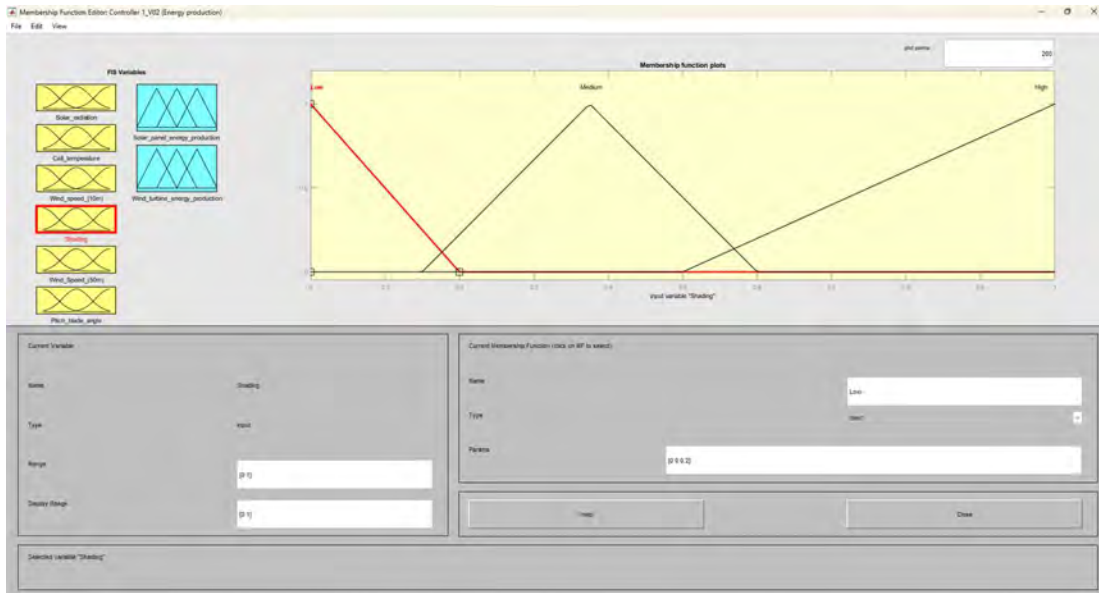 Membership Function Editor: Controller 1_V02 (Energy production)
File Edit View
plot points:
200
FIS Variables
Membership function plots
Low
Medium
High
Solar_radiation
Solar_panel_energy_production
Cell_temperature
Wind_speed_(10m)
Wind_turbine_energy_production
Shading
Wind_Speed_(50m)
Pitch_blade_angle
input variable "Shading"
Current Variable
Name
Shading
Type
input
Range
[0 1]
Display Range
[0 1]
Current Membership Function (click on MF to select)
Name
Low
Type
trimf
Params
[0 0 0.2]
Help
Close
Selected variable "Shading"